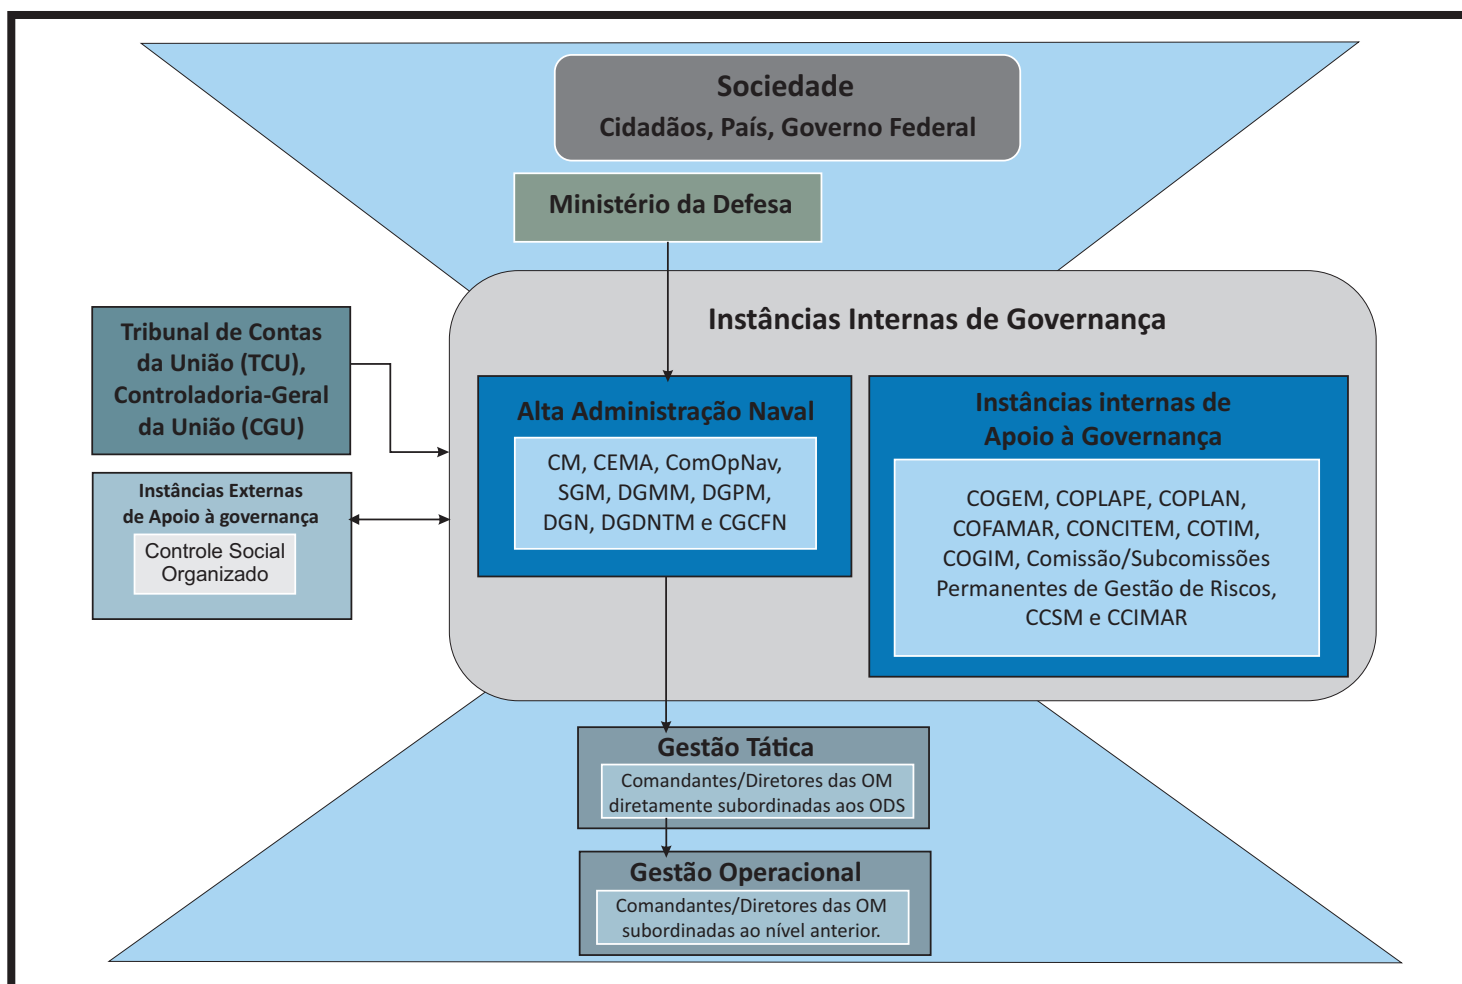 Sociedade
Cidadãos, País, Governo Federal
Ministério da Defesa
Instâncias Internas de Governança
Tribunal de Contas
da União (TCU),
Controladoria-Geral
da União (CGU)
Instâncias Externas
de Apoio à governança
Controle Social
Organizado
Alta Administração Naval
CM, CEMA, ComOpNav,
SGM, DGMM, DGPM,
DGN, DGDNTM e CGCFN
Instâncias internas de
Apoio à Governança
COGEM, COPLAPE, COPLAN,
COFAMAR, CONCITEM, COTIM,
COGIM, Comissão/Subcomissões
Permanentes de Gestão de Riscos,
CCSM e CCIMAR
Gestão Tática
Comandantes/Diretores das OM
diretamente subordinadas aos ODS
Gestão Operacional
Comandantes/Diretores das OM
subordinadas ao nível anterior.